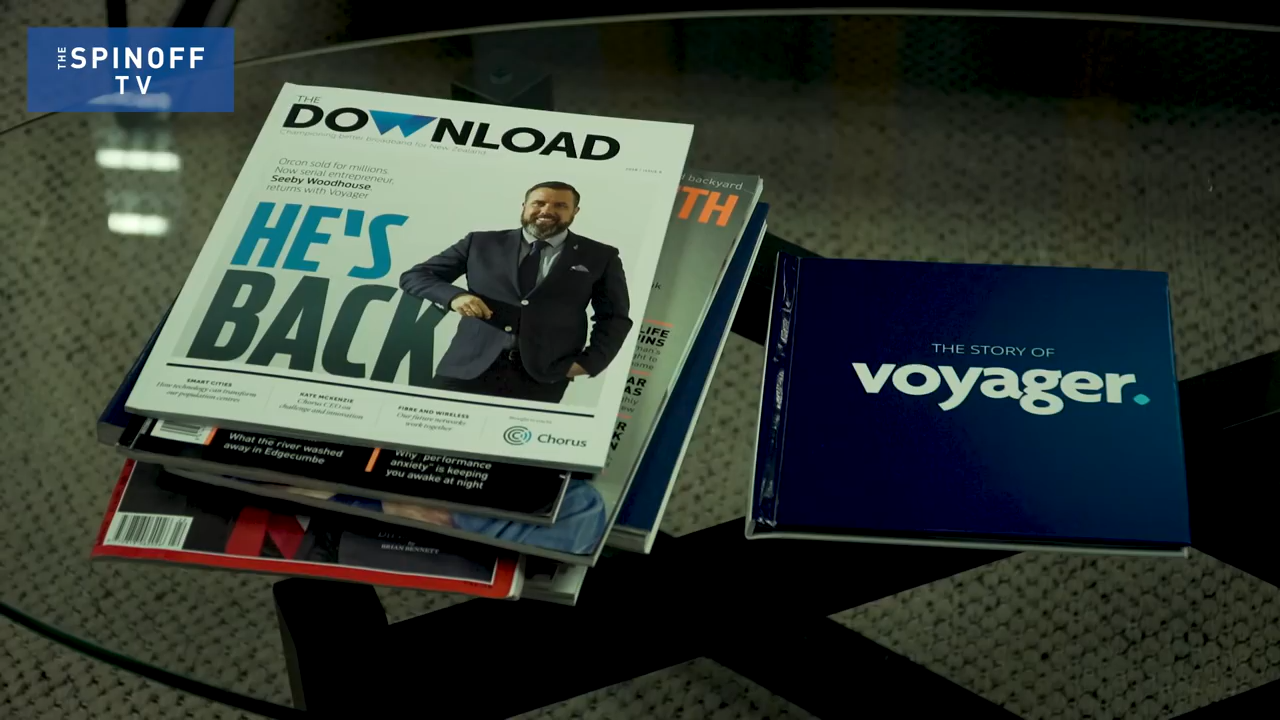 THE SPINOFF
TV
THE
DOWNLOAD
Championing better broadband for New Zealand
Orcon sold for millions.
Now serial entrepreneur,
Seeby Woodhouse,
returns with Voyager
HE'S
BACK
SMART CITIES
How technology can transform
our population centres
KATE MCKENZIE
Chorus CEO on
challenge and innovation
FIBRE AND WIRELESS
Our future networks
work together
Chorus
backyard
TH
LIFE
What the river washed
away in Edgecumbe
Why "performance
anxiety" is keeping
you awake at night
By
BRIAN BENNETT
THE STORY OF
voyager.